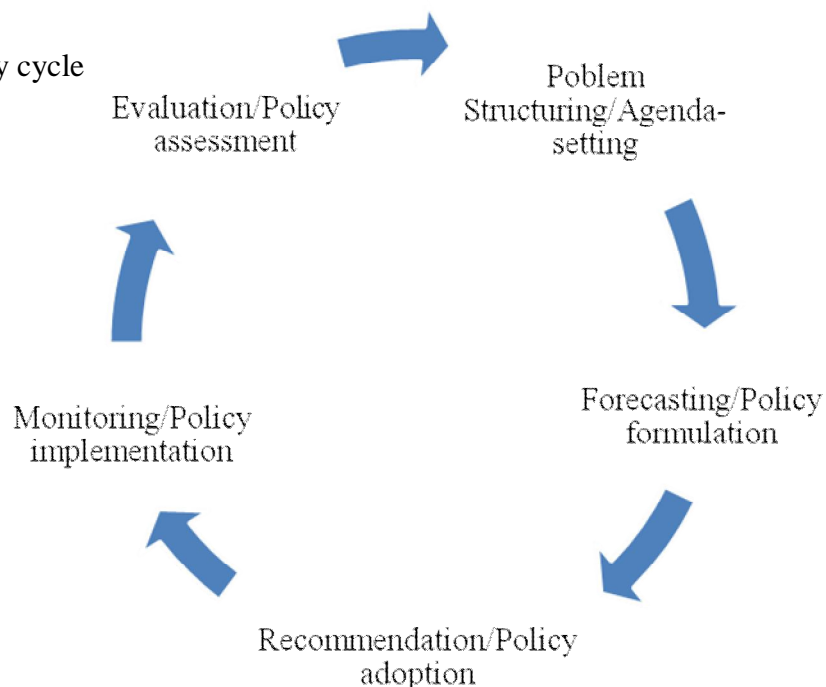 y cycle
Poblem
Structuring/Agenda-
setting
Forecasting/Policy
formulation
Recommendation/Policy
adoption
Monitoring/Policy
implementation
Evaluation/Policy
assessment